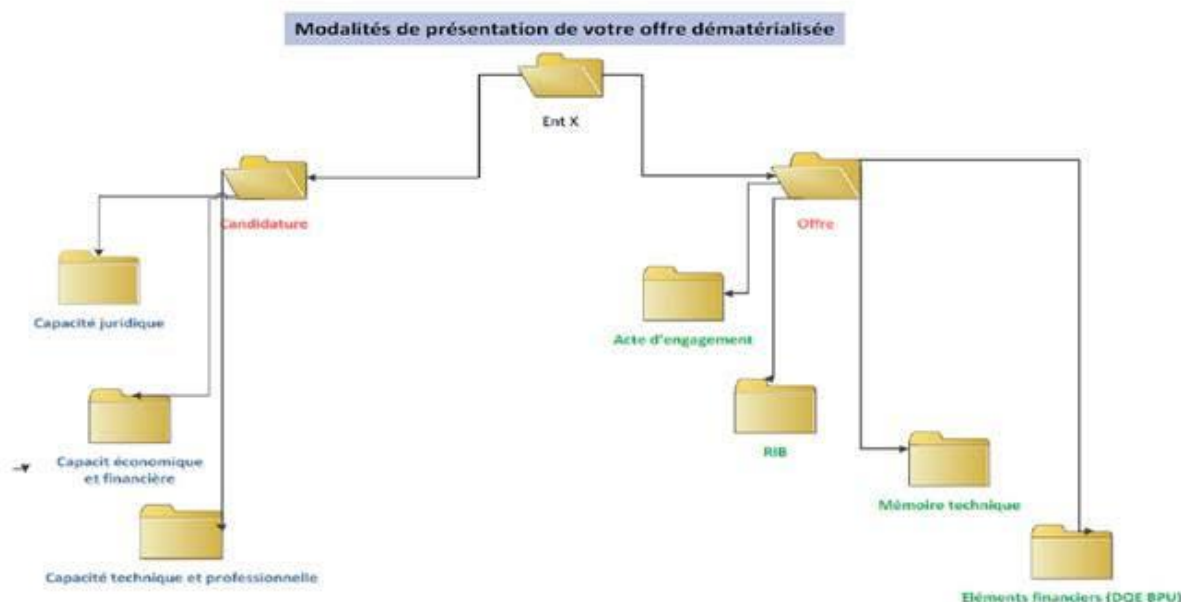 Modalités de présentation de votre offre dématérialisée
Ent X
Candidature
Offre
Capacité juridique
Acte d'engagement
Capacit économique
et financière
RIB
Mémoire technique
Capacité technique et professionnelle
Eléments financiers (DQE BPU)